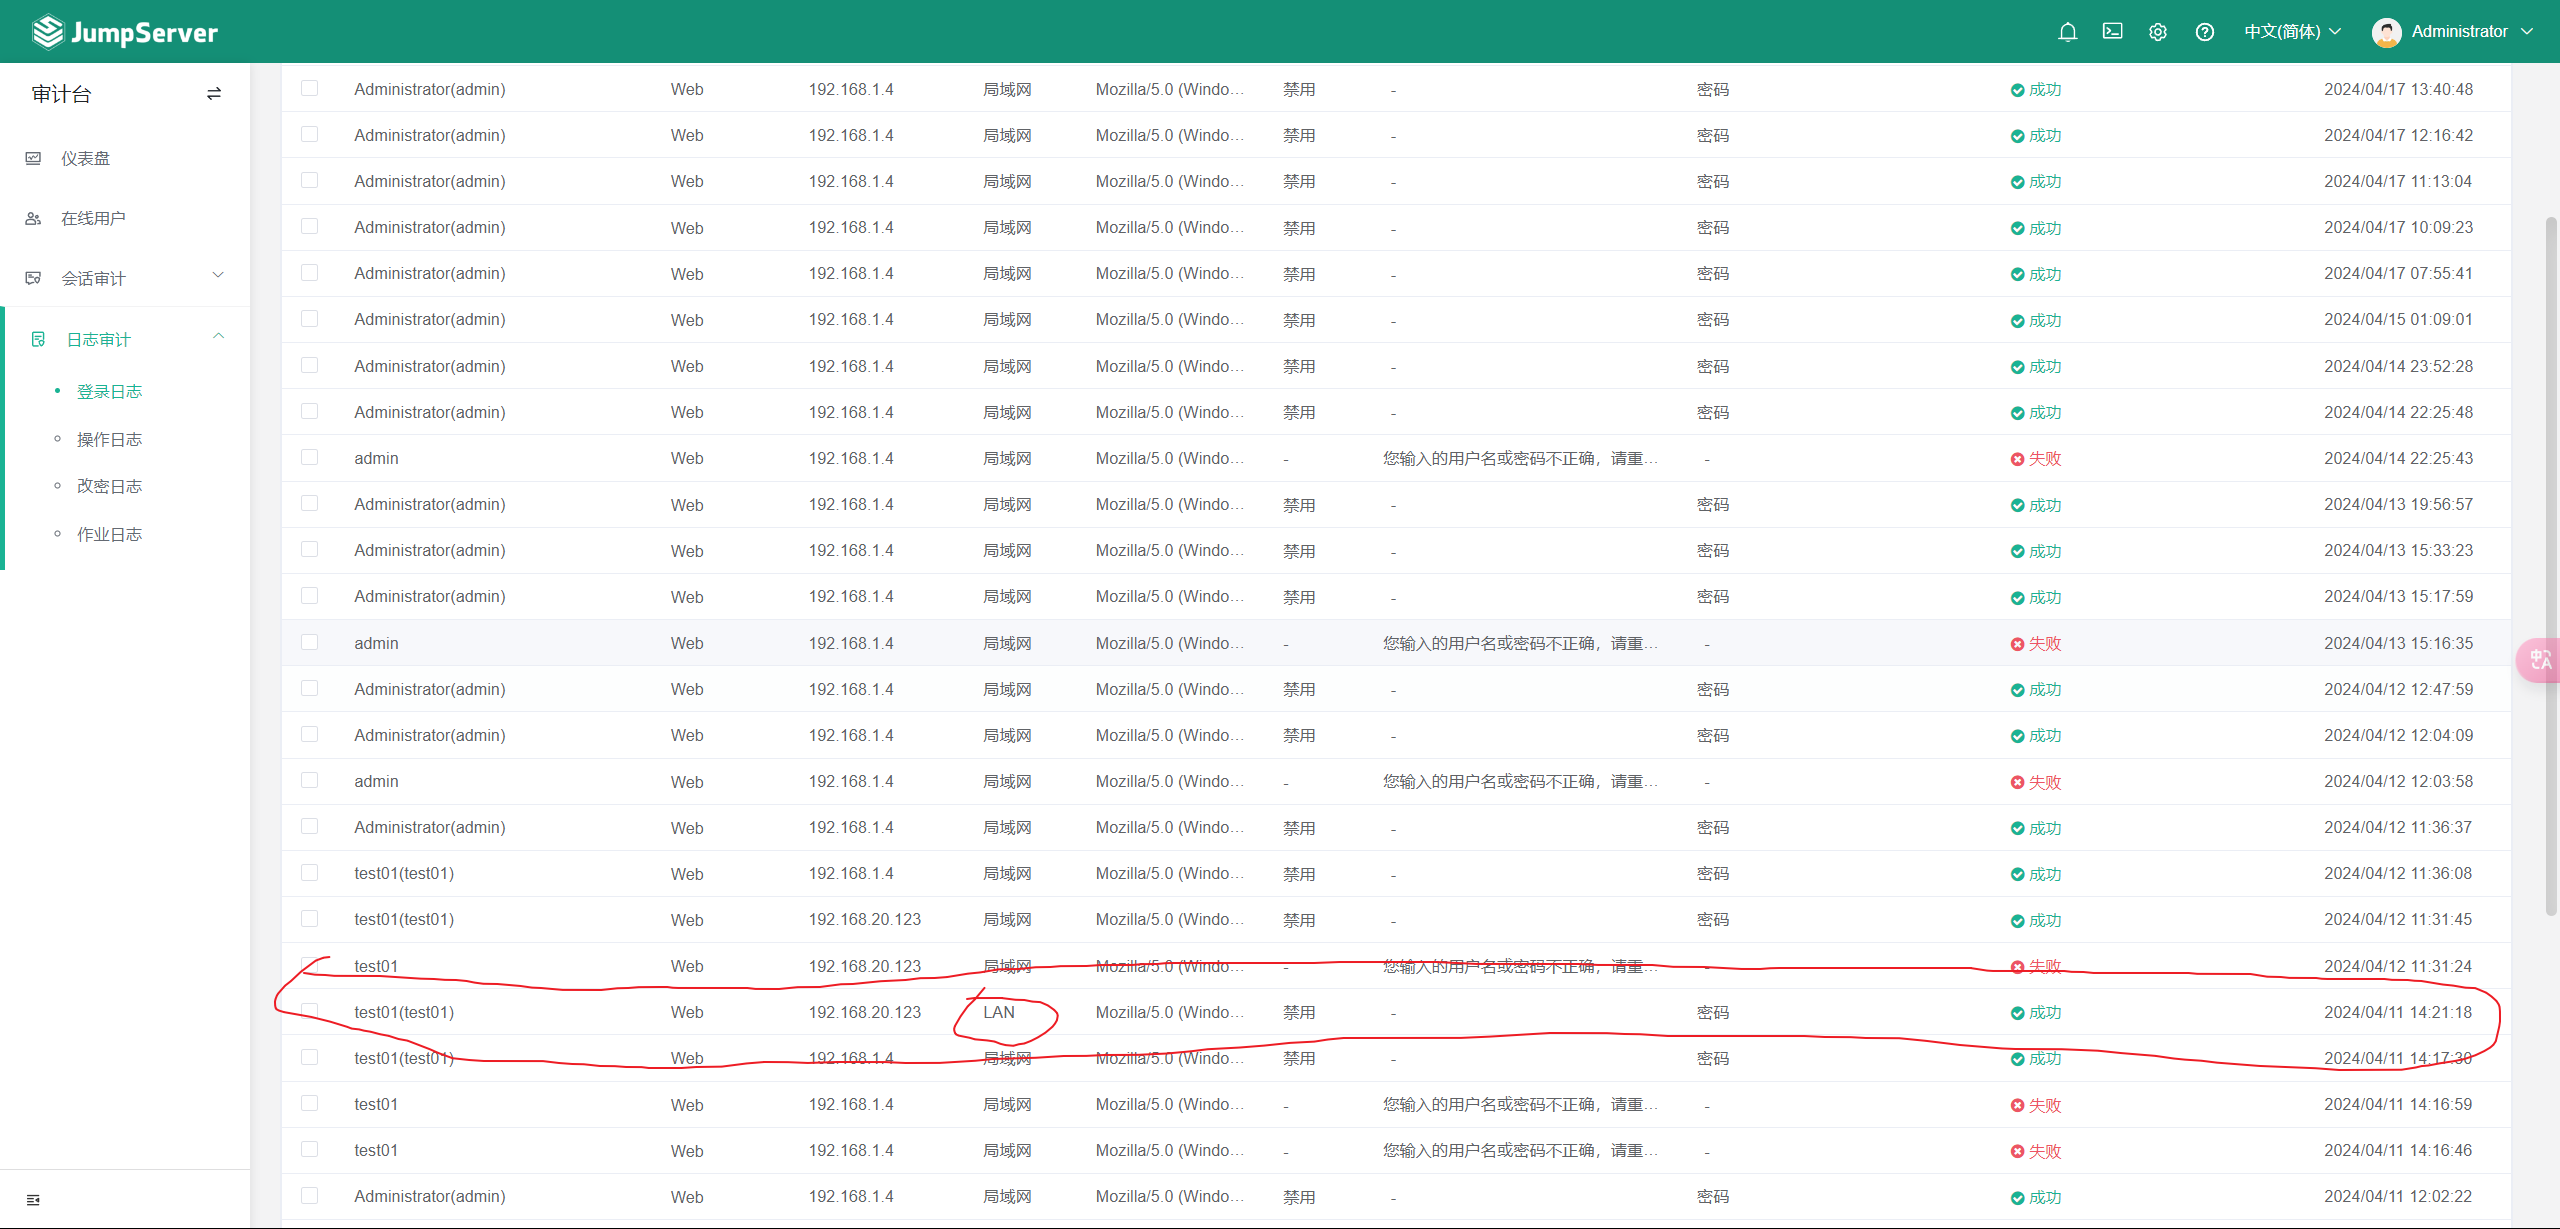 JumpServer
中文(简体)
Administrator
审计台
仪表盘
在线用户
会话审计
日志审计
登录日志
操作日志
改密日志
作业日志
Administrator(admin) Web 192.168.1.4 局域网 Mozilla/5.0 (Windo... 禁用 - 密码 成功 2024/04/17 13:40:48
Administrator(admin) Web 192.168.1.4 局域网 Mozilla/5.0 (Windo... 禁用 - 密码 成功 2024/04/17 12:16:42
Administrator(admin) Web 192.168.1.4 局域网 Mozilla/5.0 (Windo... 禁用 - 密码 成功 2024/04/17 11:13:04
Administrator(admin) Web 192.168.1.4 局域网 Mozilla/5.0 (Windo... 禁用 - 密码 成功 2024/04/17 10:09:23
Administrator(admin) Web 192.168.1.4 局域网 Mozilla/5.0 (Windo... 禁用 - 密码 成功 2024/04/17 07:55:41
Administrator(admin) Web 192.168.1.4 局域网 Mozilla/5.0 (Windo... 禁用 - 密码 成功 2024/04/15 01:09:01
Administrator(admin) Web 192.168.1.4 局域网 Mozilla/5.0 (Windo... 禁用 - 密码 成功 2024/04/14 23:52:28
Administrator(admin) Web 192.168.1.4 局域网 Mozilla/5.0 (Windo... 禁用 - 密码 成功 2024/04/14 22:25:48
admin Web 192.168.1.4 局域网 Mozilla/5.0 (Windo... - 您输入的用户名或密码不正确，请重... - 失败 2024/04/14 22:25:43
Administrator(admin) Web 192.168.1.4 局域网 Mozilla/5.0 (Windo... 禁用 - 密码 成功 2024/04/13 19:56:57
Administrator(admin) Web 192.168.1.4 局域网 Mozilla/5.0 (Windo... 禁用 - 密码 成功 2024/04/13 15:33:23
Administrator(admin) Web 192.168.1.4 局域网 Mozilla/5.0 (Windo... 禁用 - 密码 成功 2024/04/13 15:17:59
admin Web 192.168.1.4 局域网 Mozilla/5.0 (Windo... - 您输入的用户名或密码不正确，请重... - 失败 2024/04/13 15:16:35
Administrator(admin) Web 192.168.1.4 局域网 Mozilla/5.0 (Windo... 禁用 - 密码 成功 2024/04/12 12:47:59
Administrator(admin) Web 192.168.1.4 局域网 Mozilla/5.0 (Windo... 禁用 - 密码 成功 2024/04/12 12:04:09
admin Web 192.168.1.4 局域网 Mozilla/5.0 (Windo... - 您输入的用户名或密码不正确，请重... - 失败 2024/04/12 12:03:58
Administrator(admin) Web 192.168.1.4 局域网 Mozilla/5.0 (Windo... 禁用 - 密码 成功 2024/04/12 11:36:37
test01(test01) Web 192.168.1.4 局域网 Mozilla/5.0 (Windo... 禁用 - 密码 成功 2024/04/12 11:36:08
test01(test01) Web 192.168.20.123 局域网 Mozilla/5.0 (Windo... 禁用 - 密码 成功 2024/04/12 11:31:45
test01 Web 192.168.20.123 局域网 Mozilla/5.0 (Windo... - 您输入的用户名或密码不正确，请重... - 失败 2024/04/12 11:31:24
test01(test01) Web 192.168.20.123 LAN Mozilla/5.0 (Windo... 禁用 - 密码 成功 2024/04/11 14:21:18
test01(test01) Web 192.168.1.4 局域网 Mozilla/5.0 (Windo... 禁用 - 密码 成功 2024/04/11 14:17:30
test01 Web 192.168.1.4 局域网 Mozilla/5.0 (Windo... - 您输入的用户名或密码不正确，请重... - 失败 2024/04/11 14:16:59
test01 Web 192.168.1.4 局域网 Mozilla/5.0 (Windo... - 您输入的用户名或密码不正确，请重... - 失败 2024/04/11 14:16:46
Administrator(admin) Web 192.168.1.4 局域网 Mozilla/5.0 (Windo... 禁用 - 密码 成功 2024/04/11 12:02:22